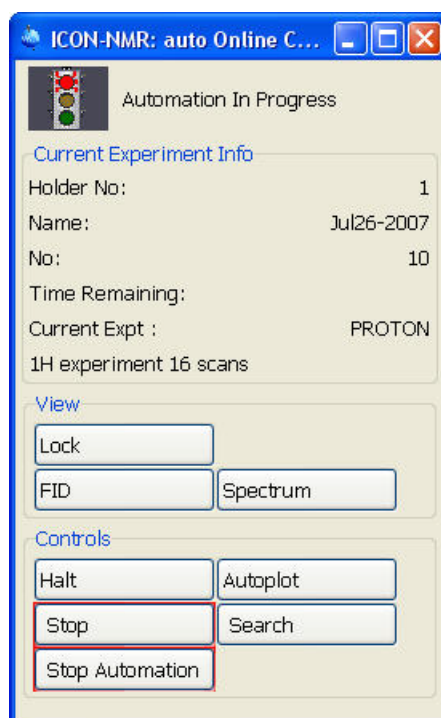 ICON-NMR: auto Online C...
Automation In Progress
Current Experiment Info
Holder No: 1
Name: Jul26-2007
No: 10
Time Remaining:
Current Expt : PROTON
1H experiment 16 scans
View
Lock
FID Spectrum
Controls
Halt Autoplot
Stop Search
Stop Automation